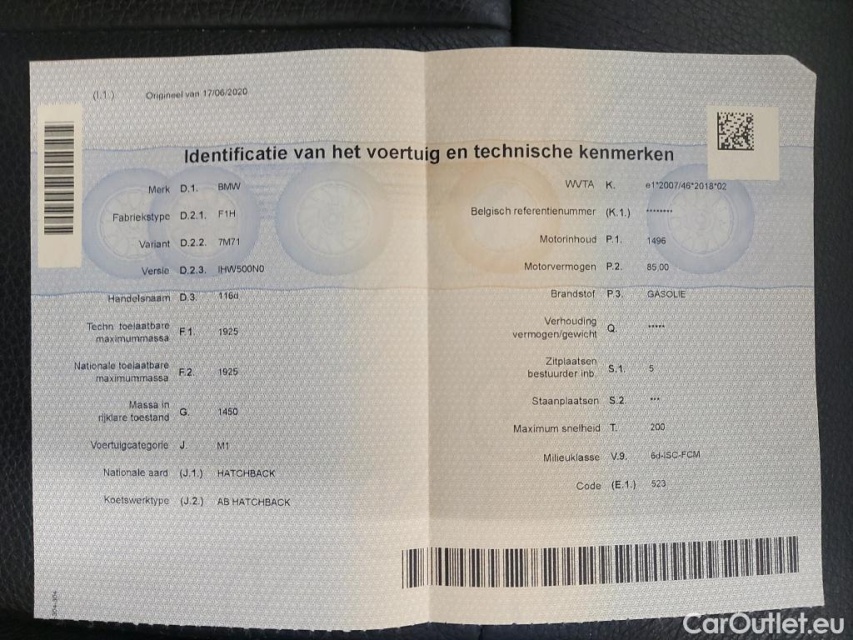 (I.1.) Origineel van 17/06/2020
Identificatie van het voertuig en technische kenmerken
Merk D.1. BMW
Fabriekstype D.2.1. F1H
Variant D.2.2. 7M71
Versie D.2.3. IHW500N0
Handelsnaam D.3. 116d
Techn. toelaatbare
maximummassa F.1. 1925
Nationale toelaatbare
maximummassa F.2. 1925
Massa in
rijklare toestand G. 1450
Voertuigcategorie J. M1
Nationale aard (J.1.) HATCHBACK
Koetswerktype (J.2.) AB HATCHBACK
WVTA K. e1*2007/46*2018*02
Belgisch referentienummer (K.1.) ********
Motorinhoud P.1. 1496
Motorvermogen P.2. 85,00
Brandstof P.3. GASOLIE
Verhouding
vermogen/gewicht Q. *****
Zitplaatsen
bestuurder inb. S.1. 5
Staanplaatsen S.2. ***
Maximum snelheid T. 200
Milieuklasse V.9. 6d-ISC-FCM
Code (E.1.) 523
CarOutlet.eu